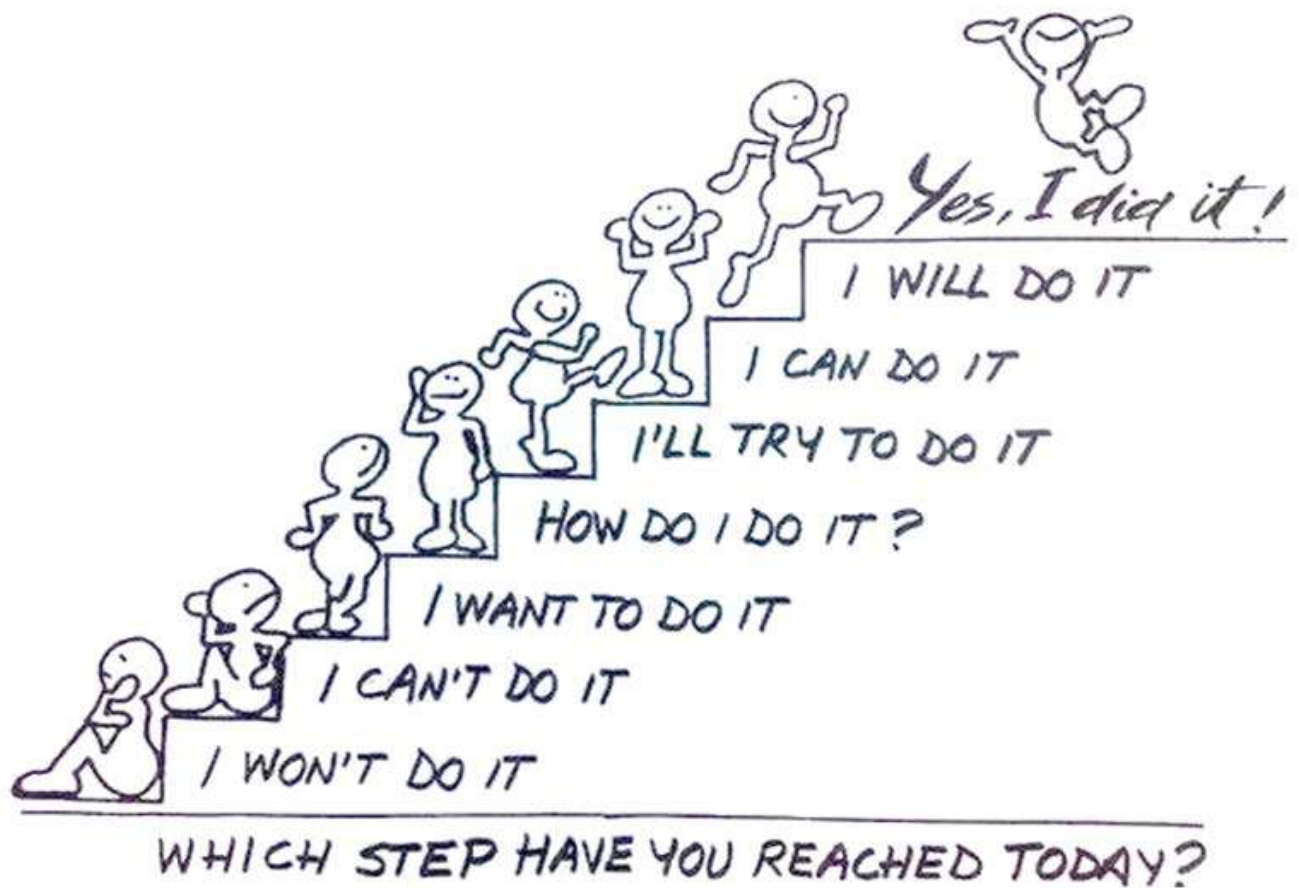 Yes, I did it!
I WILL DO IT
I CAN DO IT
I'LL TRY TO DO IT
HOW DO I DO IT?
I WANT TO DO IT
I CAN'T DO IT
I WON'T DO IT
WHICH STEP HAVE YOU REACHED TODAY?